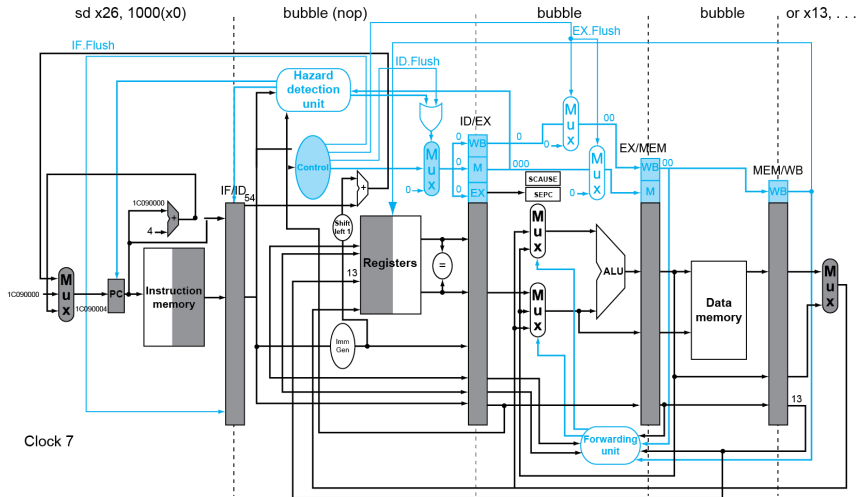 sd x26, 1000(x0)
bubble (nop)
bubble
bubble
or x13, . . .
IF.Flush
EX.Flush
ID.Flush
Hazard
detection
unit
Mux
ID/EX
0
WB
0
00
EX/MEM
Control
Mux
0
M
000
Mux
WB
00
MEM/WB
0
0
EX
SCAUSE
0
M
WB
IF/ID
54
SEPC
1C090000
+
4
+
Shift
left 1
Mux
Registers
=
ALU
13
Mux
1C090000
Mux
PC
1C090004
Instruction
memory
Mux
Data
memory
Mux
Imm
Gen
13
Clock 7
Forwarding
unit